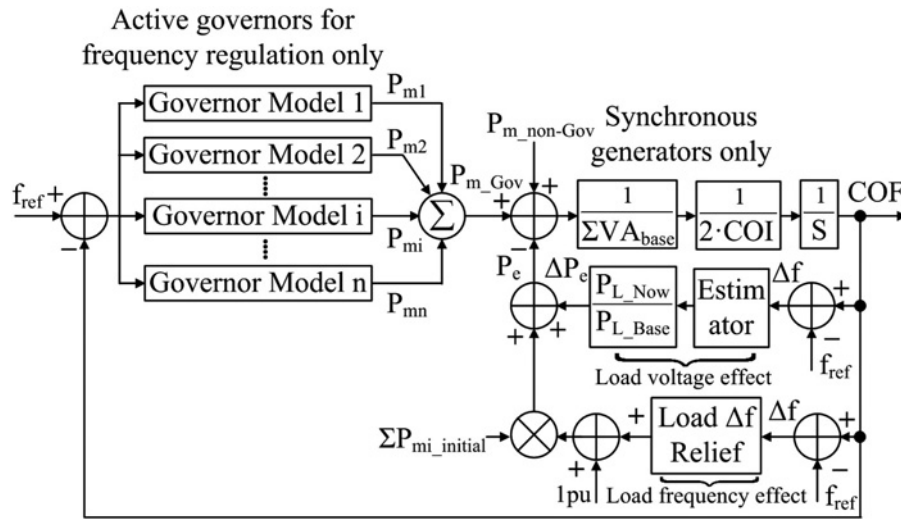 Active governors for
frequency regulation only
Governor Model 1
P_m1
Governor Model 2
P_m2
f_ref
+
−
Governor Model i
P_mi
Governor Model n
P_mn
Σ
P_m_Gov
P_m_non-Gov
+
+
−
Synchronous
generators only
1
ΣVA_base
1
2·COI
1
S
COF
P_e
ΔP_e
+
+
P_L_Now
P_L_Base
Estim
ator
Δf
+
−
f_ref
Load voltage effect
ΣP_mi_initial
+
+
1pu
Load Δf
Relief
Δf
+
−
f_ref
Load frequency effect